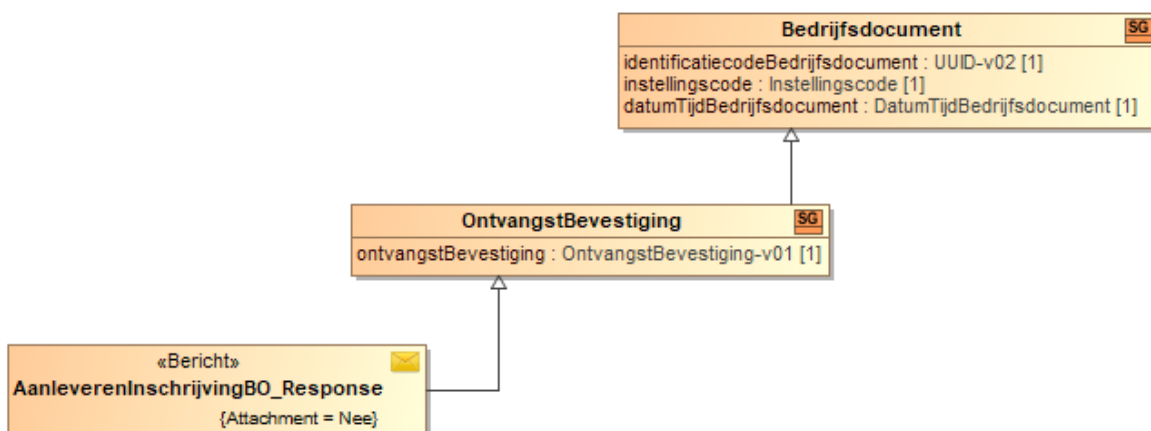 Bedrijfsdocument SG
identificatiecodeBedrijfsdocument : UUID-v02 [1]
instellingscode : Instellingscode [1]
datumTijdBedrijfsdocument : DatumTijdBedrijfsdocument [1]
OntvangstBevestiging SG
ontvangstBevestiging : OntvangstBevestiging-v01 [1]
«Bericht»
AanleverenInschrijvingBO_Response
{Attachment = Nee}